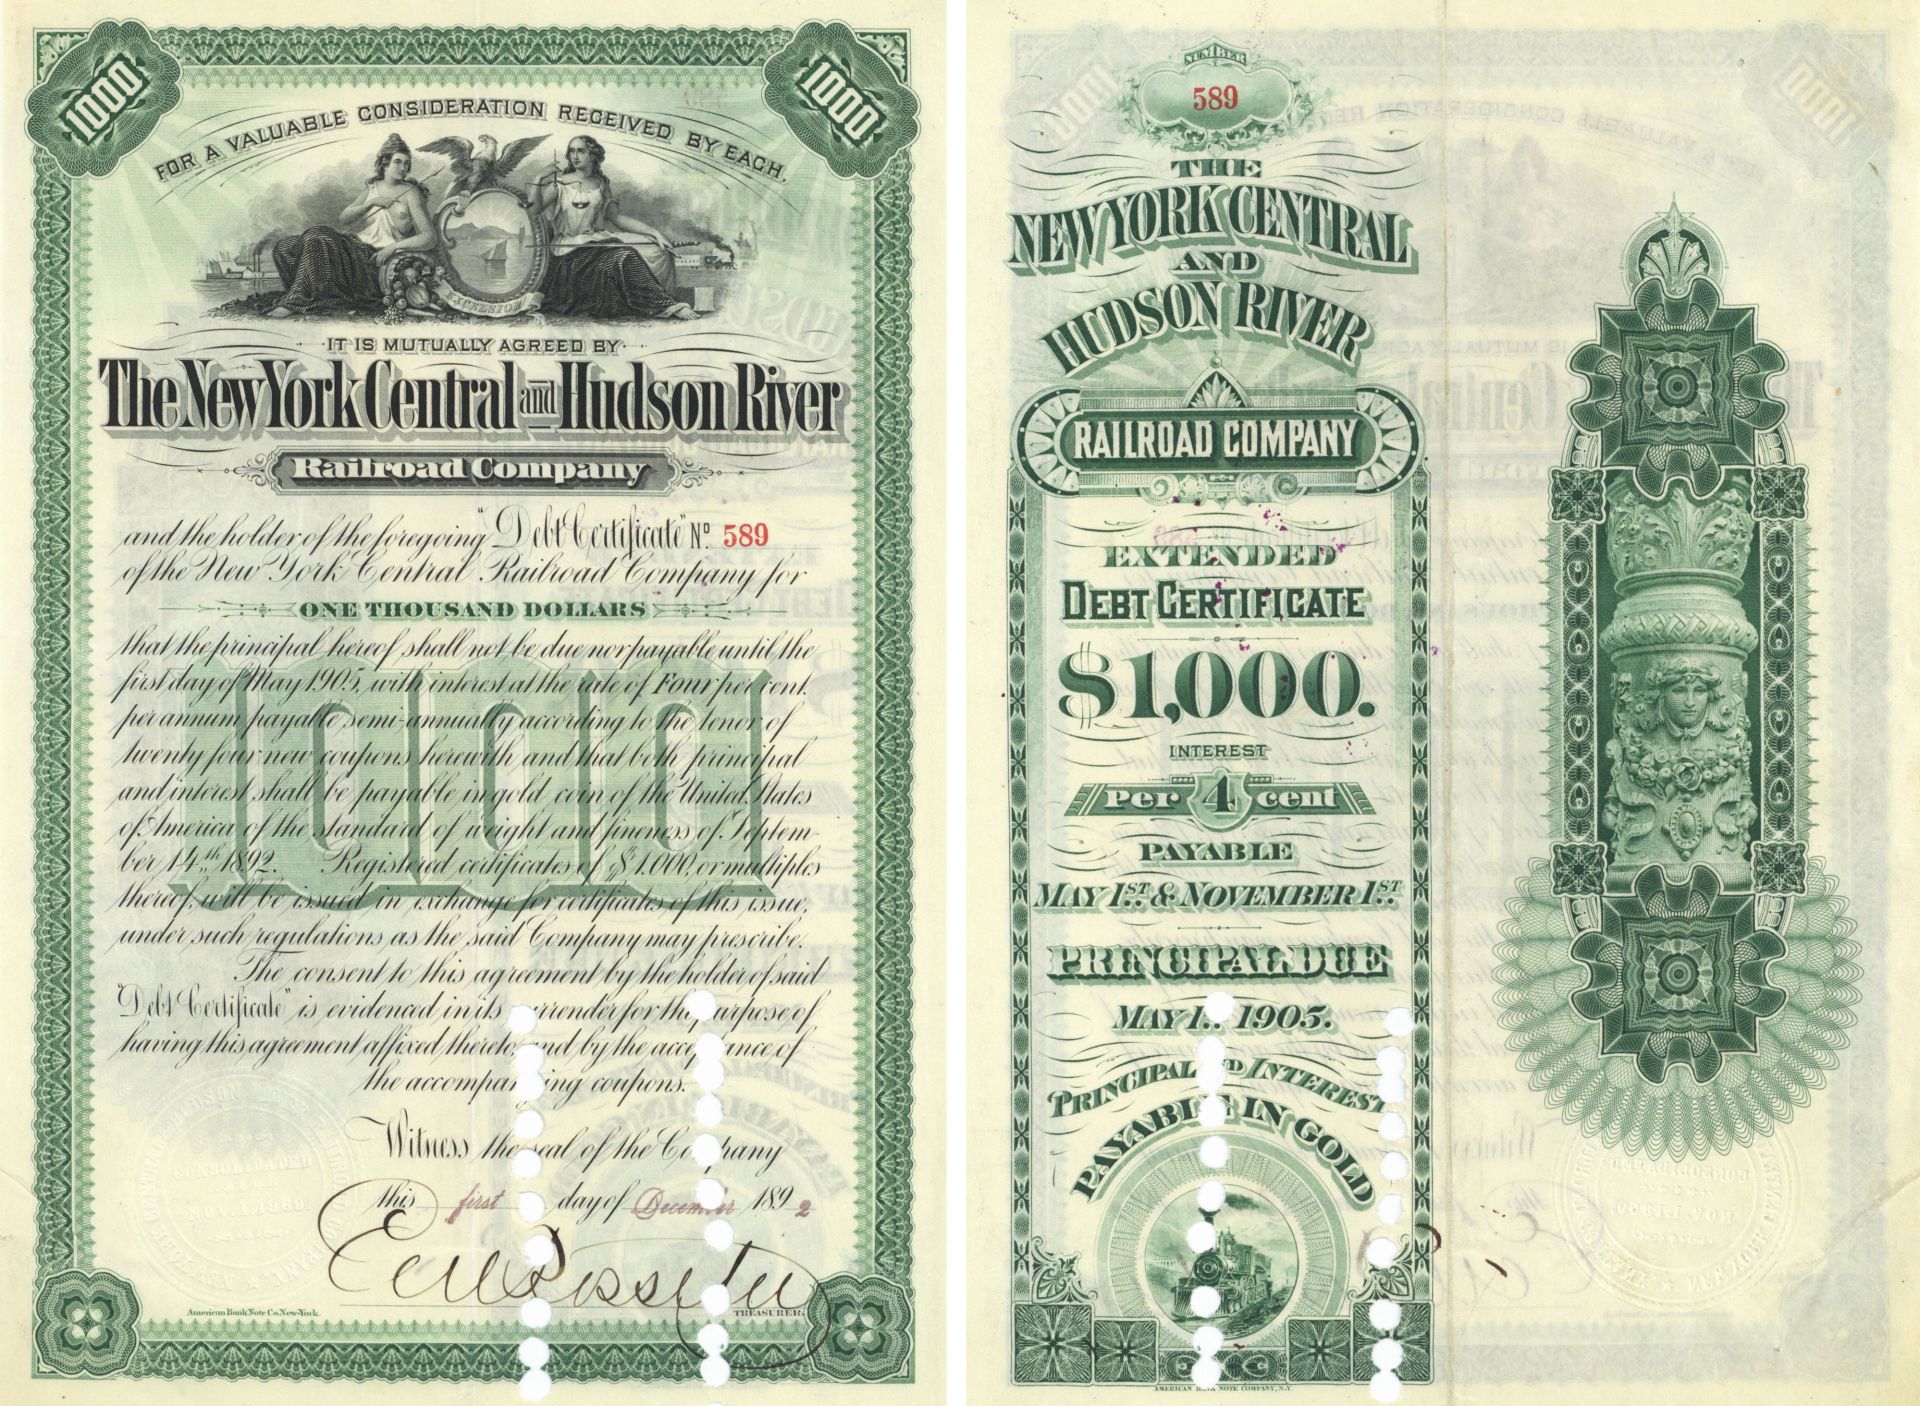 1000
1000
FOR A VALUABLE CONSIDERATION RECEIVED BY EACH,
EXCELSIOR
IT IS MUTUALLY AGREED BY
The New York Central and Hudson River
Railroad Company
and the holder of the foregoing "Debt Certificate" No. 589
of the New York Central Railroad Company for
ONE THOUSAND DOLLARS
that the principal hereof shall not be due nor payable until the
first day of May 1905, with interest at the rate of Four per cent.
per annum payable semi-annually according to the tenor of
twenty four new coupons herewith and that both principal
and interest shall be payable in gold coin of the United States
of America of the standard of weight and fineness of Septem-
ber 14th 1892. Registered certificates of $1,000, or multiples
thereof, will be issued in exchange for certificates of this issue,
under such regulations as the said Company may prescribe.
The consent to this agreement by the holder of said
"Debt Certificate" is evidenced in its surrender for the purpose of
having this agreement affixed thereto, and by the acceptance of
the accompanying coupons.
Witness the seal of the Company
this first day of December 1892
TREASURER.
American Bank Note Co. New-York.
CONSOLIDATED
NOV. 1. 1869
NUMBER
589
THE
NEW YORK CENTRAL
AND
HUDSON RIVER
RAILROAD COMPANY
EXTENDED
DEBT CERTIFICATE
$1,000.
INTEREST
Per 4 cent
PAYABLE
MAY 1ST & NOVEMBER 1ST
PRINCIPAL DUE
MAY 1ST 1905.
PRINCIPAL AND INTEREST
PAYABLE IN GOLD
AMERICAN BANK NOTE COMPANY, N.Y.